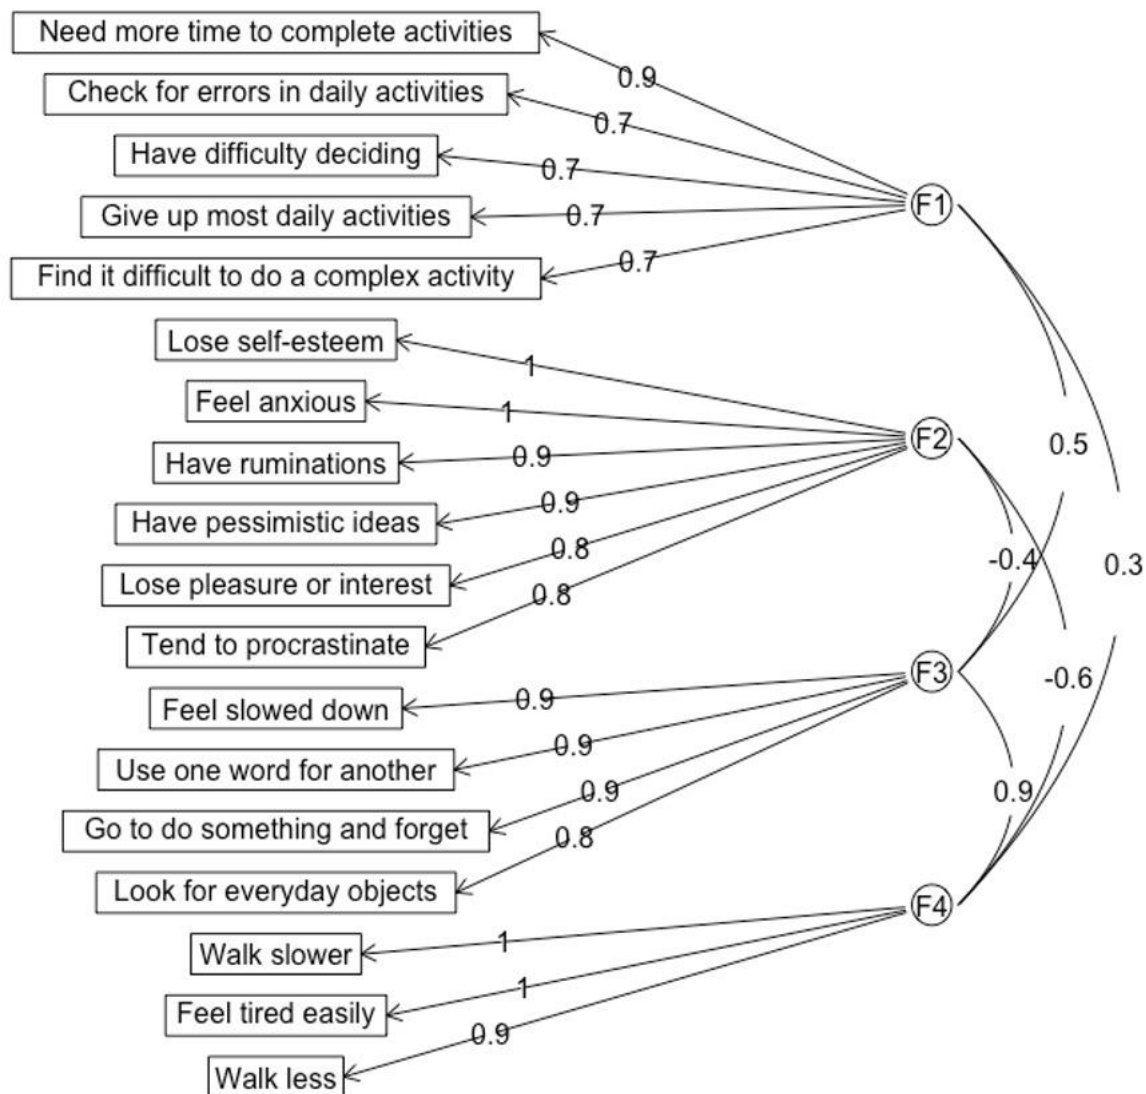 Need more time to complete activities
0.9
Check for errors in daily activities
0.7
Have difficulty deciding
0.7
F1
Give up most daily activities
0.7
Find it difficult to do a complex activity
0.7
Lose self-esteem
1
Feel anxious
1
F2
0.5
Have ruminations
0.9
Have pessimistic ideas
0.9
Lose pleasure or interest
0.8
-0.4
0.3
Tend to procrastinate
0.8
Feel slowed down
0.9
F3
-0.6
Use one word for another
0.9
Go to do something and forget
0.9
0.9
Look for everyday objects
0.8
F4
Walk slower
1
Feel tired easily
1
Walk less
0.9